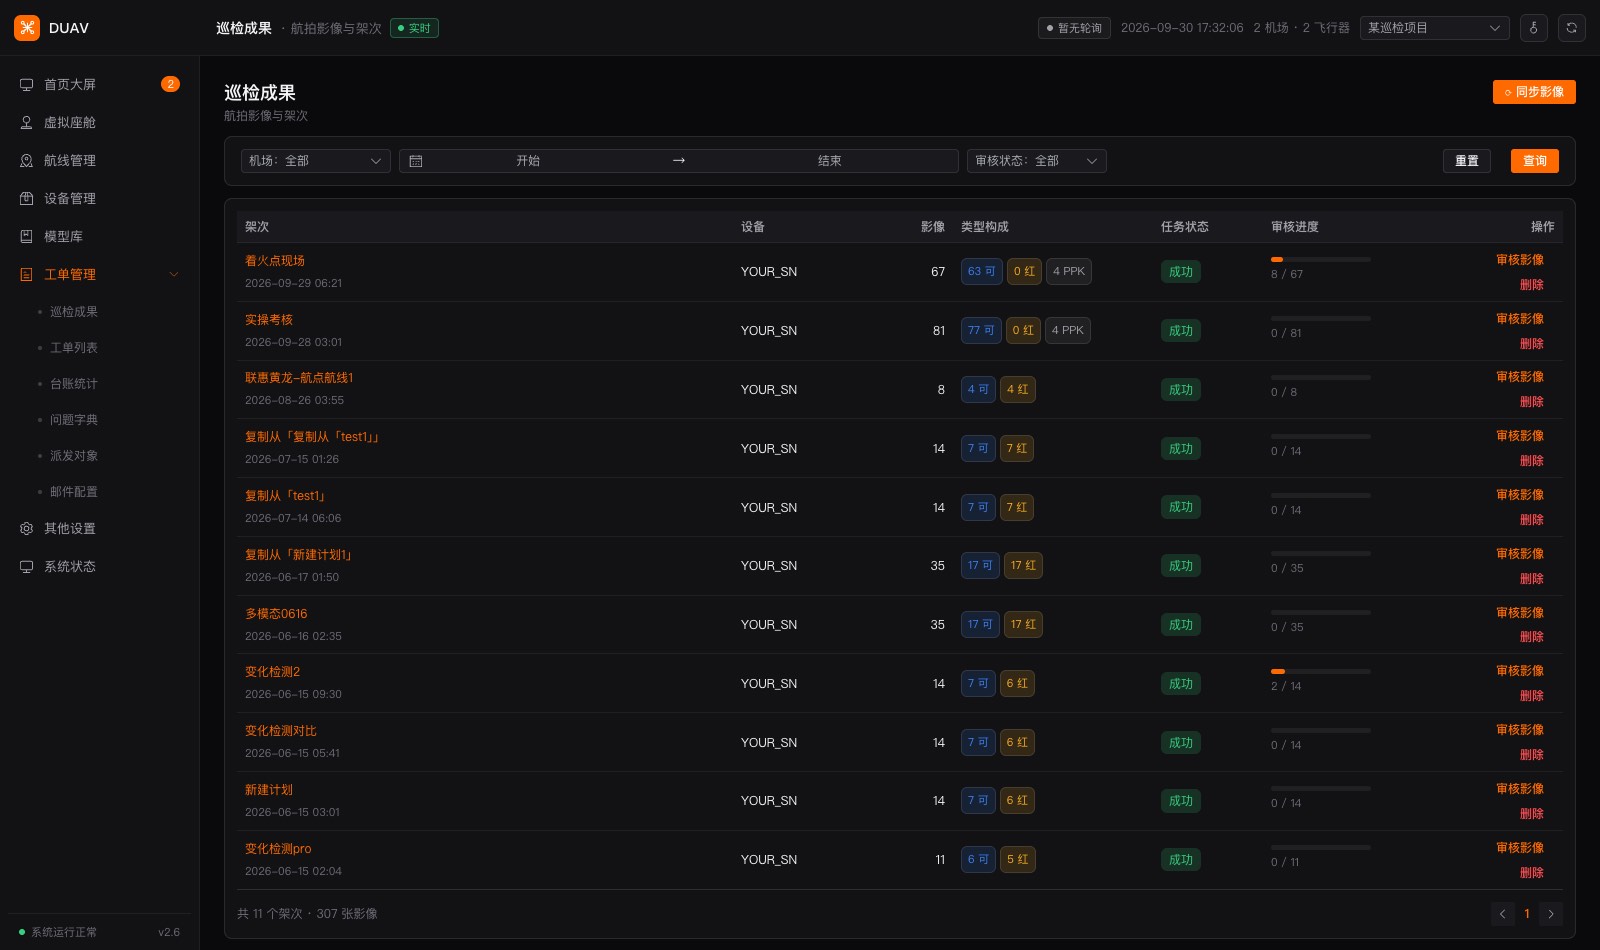 DUAV
巡检成果 · 航拍影像与架次
实时
暂无轮询
2026-09-30 17:32:06
2 机场 · 2 飞行器
某巡检项目
首页大屏
2
虚拟座舱
航线管理
设备管理
模型库
工单管理
巡检成果
工单列表
台账统计
问题字典
派发对象
邮件配置
其他设置
系统状态
系统运行正常
v2.6
巡检成果
航拍影像与架次
同步影像
机场: 全部
开始 → 结束
审核状态: 全部
重置
查询
架次 设备 影像 类型构成 任务状态 审核进度 操作
看火点现场
2026-09-29 06:21
YOUR_SN 67 63 可 0 红 4 PPK 成功 8 / 67 审核影像
删除
实操考核
2026-09-28 03:01
YOUR_SN 81 77 可 0 红 4 PPK 成功 0 / 81 审核影像
删除
联惠黄龙-航点航线1
2026-08-26 03:55
YOUR_SN 8 4 可 4 红 成功 0 / 8 审核影像
删除
复制从「复制从「test1」」
2026-07-15 01:26
YOUR_SN 14 7 可 7 红 成功 0 / 14 审核影像
删除
复制从「test1」
2026-07-14 06:06
YOUR_SN 14 7 可 7 红 成功 0 / 14 审核影像
删除
复制从「新建计划1」
2026-06-17 01:50
YOUR_SN 35 17 可 17 红 成功 0 / 35 审核影像
删除
多模态0616
2026-06-16 02:35
YOUR_SN 35 17 可 17 红 成功 0 / 35 审核影像
删除
变化检测2
2026-06-15 09:30
YOUR_SN 14 7 可 6 红 成功 2 / 14 审核影像
删除
变化检测对比
2026-06-15 05:41
YOUR_SN 14 7 可 6 红 成功 0 / 14 审核影像
删除
新建计划
2026-06-15 03:01
YOUR_SN 14 7 可 6 红 成功 0 / 14 审核影像
删除
变化检测pro
2026-06-15 02:04
YOUR_SN 11 6 可 5 红 成功 0 / 11 审核影像
删除
共 11 个架次 · 307 张影像
1